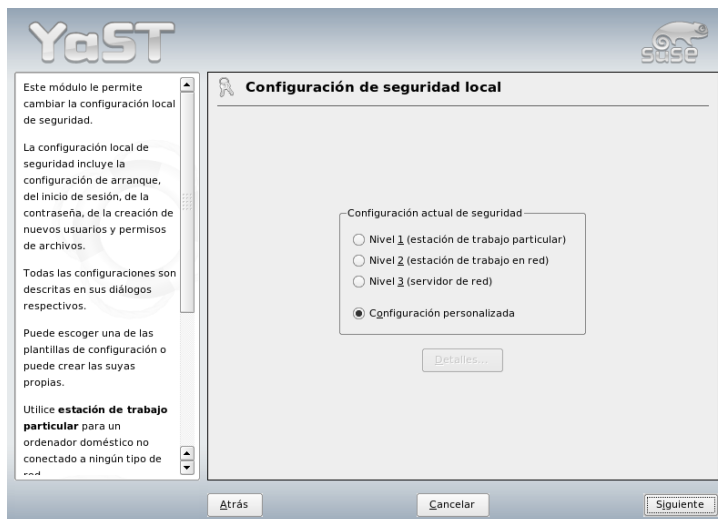 YaST
SUSE
Este módulo le permite
cambiar la configuración local
de seguridad.
La configuración local de
seguridad incluye la
configuración de arranque,
del inicio de sesión, de la
contraseña, de la creación de
nuevos usuarios y permisos
de archivos.
Todas las configuraciones son
descritas en sus diálogos
respectivos.
Puede escoger una de las
plantillas de configuración o
puede crear las suyas
propias.
Utilice estación de trabajo
particular para un
ordenador doméstico no
conectado a ningún tipo de
red
Configuración de seguridad local
Configuración actual de seguridad
Nivel 1 (estación de trabajo particular)
Nivel 2 (estación de trabajo en red)
Nivel 3 (servidor de red)
Configuración personalizada
Detalles...
Atrás
Cancelar
Siguiente